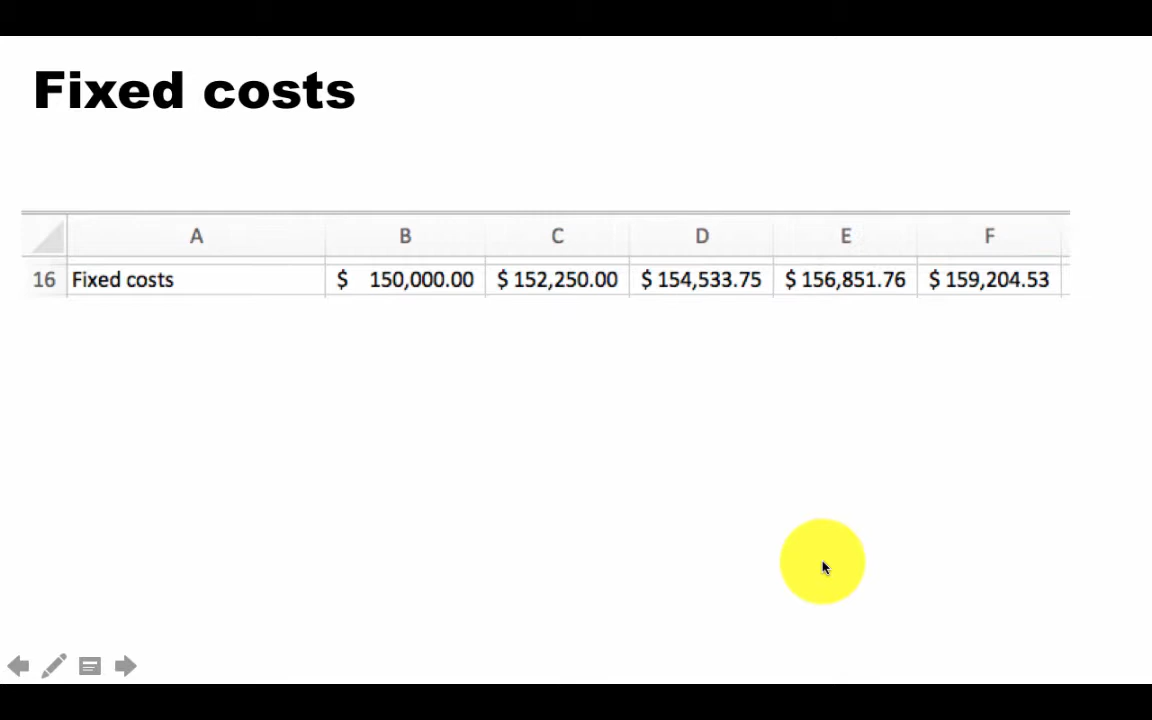 Fixed costs
A B C D E F
16 Fixed costs $ 150,000.00 $ 152,250.00 $ 154,533.75 $ 156,851.76 $ 159,204.53